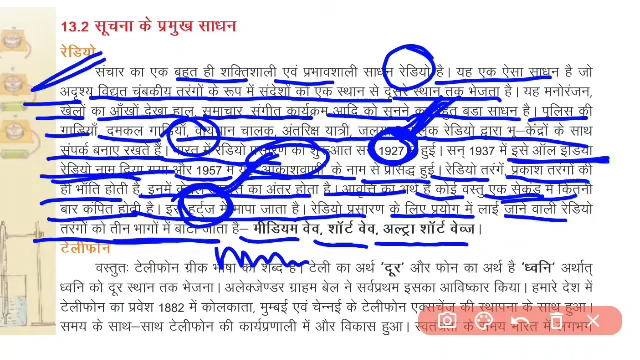 13.2 सूचना के प्रमुख साधन
रेडियो
संचार का एक बहुत ही शक्तिशाली एवं प्रभावशाली साधन रेडियो है। यह एक ऐसा साधन है जो
अदृश्य विद्युत चुंबकीय तरंगों के रूप में संदेशों को एक स्थान से दूसरे स्थान तक भेजता है। यह मनोरंजन,
खेलों का आँखों देखा हाल, समाचार, संगीत कार्यक्रम आदि को सुनने का बहुत बड़ा साधन है। पुलिस की
गाड़ियाँ, दमकल गाड़ियाँ, वायुयान चालक, अंतरिक्ष यात्री, रेडियो द्वारा भू–केंद्रों के साथ
संपर्क बनाए रखते हैं। भारत में रेडियो प्रसारण की शुरुआत सन् 1927 में हुई। सन् 1937 में इसे ऑल इंडिया
रेडियो नाम दिया गया और 1957 में आकाशवाणी के नाम से प्रसिद्ध हुई। रेडियो तरंगें, प्रकाश तरंगों की
ही भाँति होती हैं, इनमें केवल का अंतर होता है। आवृत्ति का अर्थ है कोई वस्तु एक सेकंड में कितनी
बार कंपित होती है। इसे हर्टज में मापा जाता है। रेडियो प्रसारण के लिए प्रयोग में लाई जाने वाली रेडियो
तरंगों को तीन भागों में बाँटा जाता है– मीडियम वेव, शॉर्ट वेव, अल्ट्रा शॉर्ट वेव्ज।
टेलीफोन
वस्तुतः टेलीफोन ग्रीक भाषा का शब्द है। टेली का अर्थ 'दूर' और फोन का अर्थ है 'ध्वनि' अर्थात्
ध्वनि को दूर स्थान तक भेजना। अलेक्जेण्डर ग्राहम बेल ने सर्वप्रथम इसका आविष्कार किया। हमारे देश में
टेलीफोन का प्रवेश 1882 में कोलकाता, मुम्बई एवं चेन्नई के टेलीफोन एक्सचेंज की स्थापना के साथ हुआ।
समय के साथ–साथ टेलीफोन की कार्यप्रणाली में और विकास हुआ। के समय भारत में लगभग